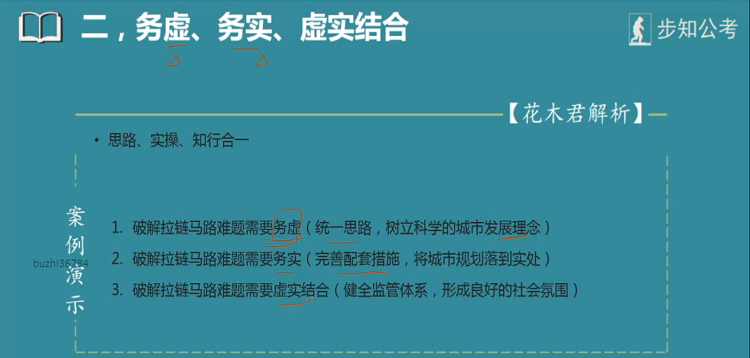 二，务虚、务实、虚实结合
步知公考
【花木君解析】
• 思路、实操、知行合一
案例演示
1. 破解拉链马路难题需要务虚（统一思路，树立科学的城市发展理念）
2. 破解拉链马路难题需要务实（完善配套措施，将城市规划落到实处）
3. 破解拉链马路难题需要虚实结合（健全监管体系，形成良好的社会氛围）
buzhi36794